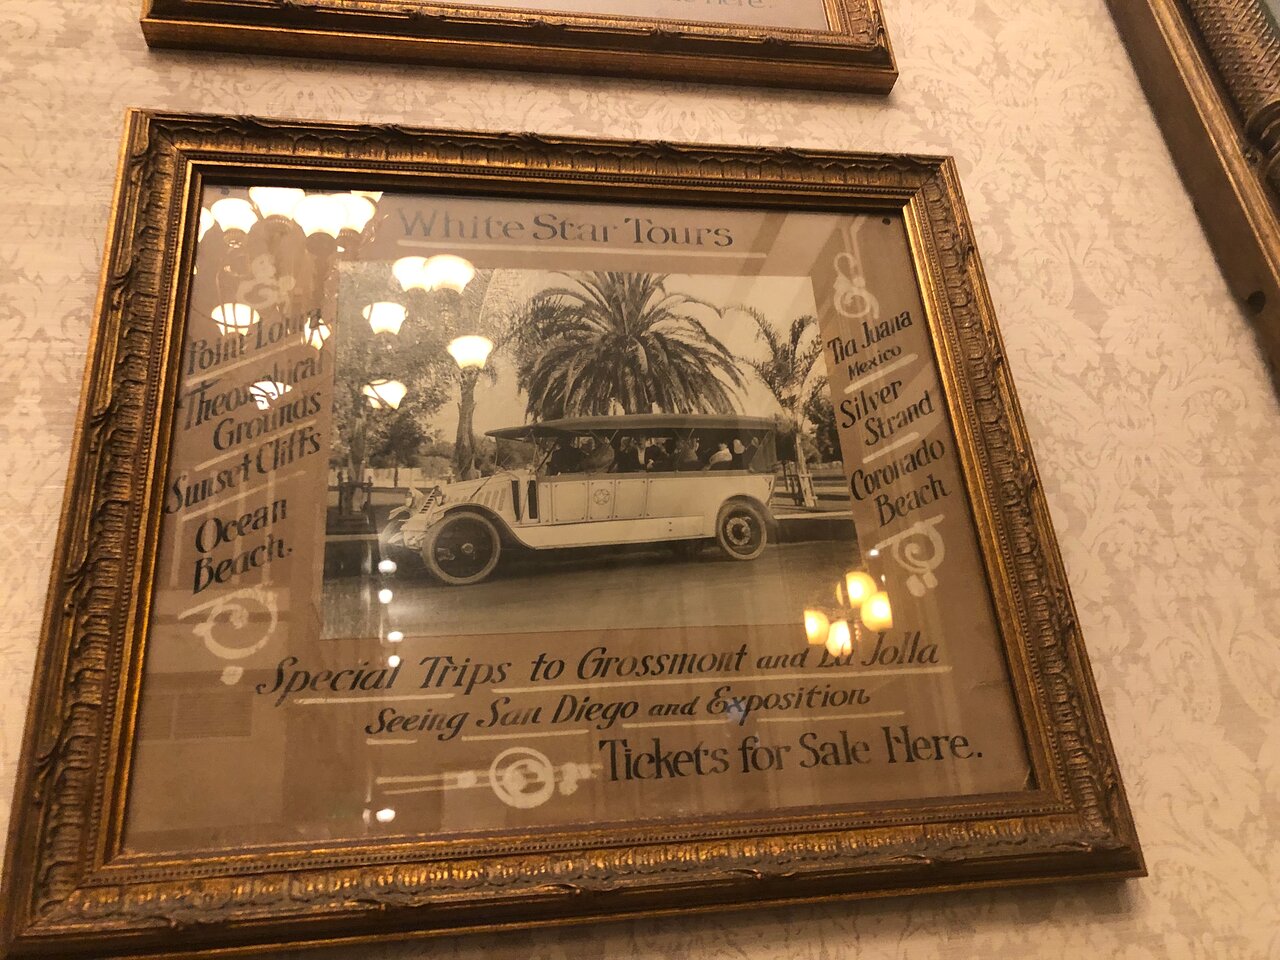 Here.
White Star Tours
Point Loma
Theosophical
Grounds
Sunset Cliffs
Ocean
Beach.
Tia Juana
Mexico
Silver
Strand
Coronado
Beach
Special Trips to Grossmont and La Jolla
Seeing San Diego and Exposition
Tickets for Sale Here.